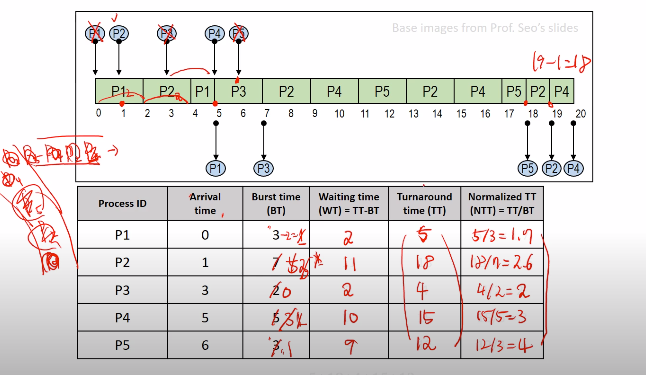 Base images from Prof. Seo's slides
P1 P2 P3 P4 P5
19-1=18
P1 P2 P1 P3 P2 P4 P5 P2 P4 P5 P2 P4
0 1 2 3 4 5 6 7 8 9 10 11 12 13 14 15 16 17 18 19 20
P1 P3 P5 P2 P4
Process ID Arrival time Burst time (BT) Waiting time (WT) = TT-BT Turnaround time (TT) Normalized TT (NTT) = TT/BT
P1 0 3 2 5 5/3=1.7
P2 1 7 11 18 18/7=2.6
P3 3 2 0 2 4 4/2=2
P4 5 5 3 1 10 15 15/5=3
P5 6 3 1 9 12 12/3=4